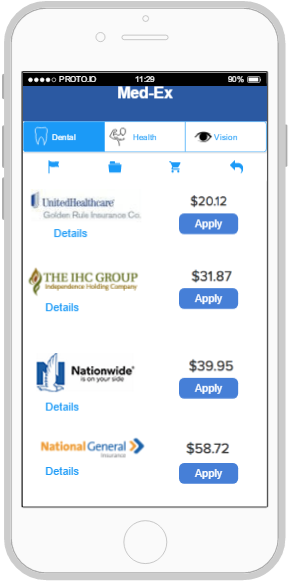 PROTO.IO 11:29 90%
Med-Ex
Dental Health Vision
UnitedHealthcare
Golden Rule Insurance Co.
$20.12
Details
Apply
THE IHC GROUP
Independence Holding Company
$31.87
Details
Apply
Nationwide®
is on your side
$39.95
Details
Apply
National General
Insurance
$58.72
Details
Apply